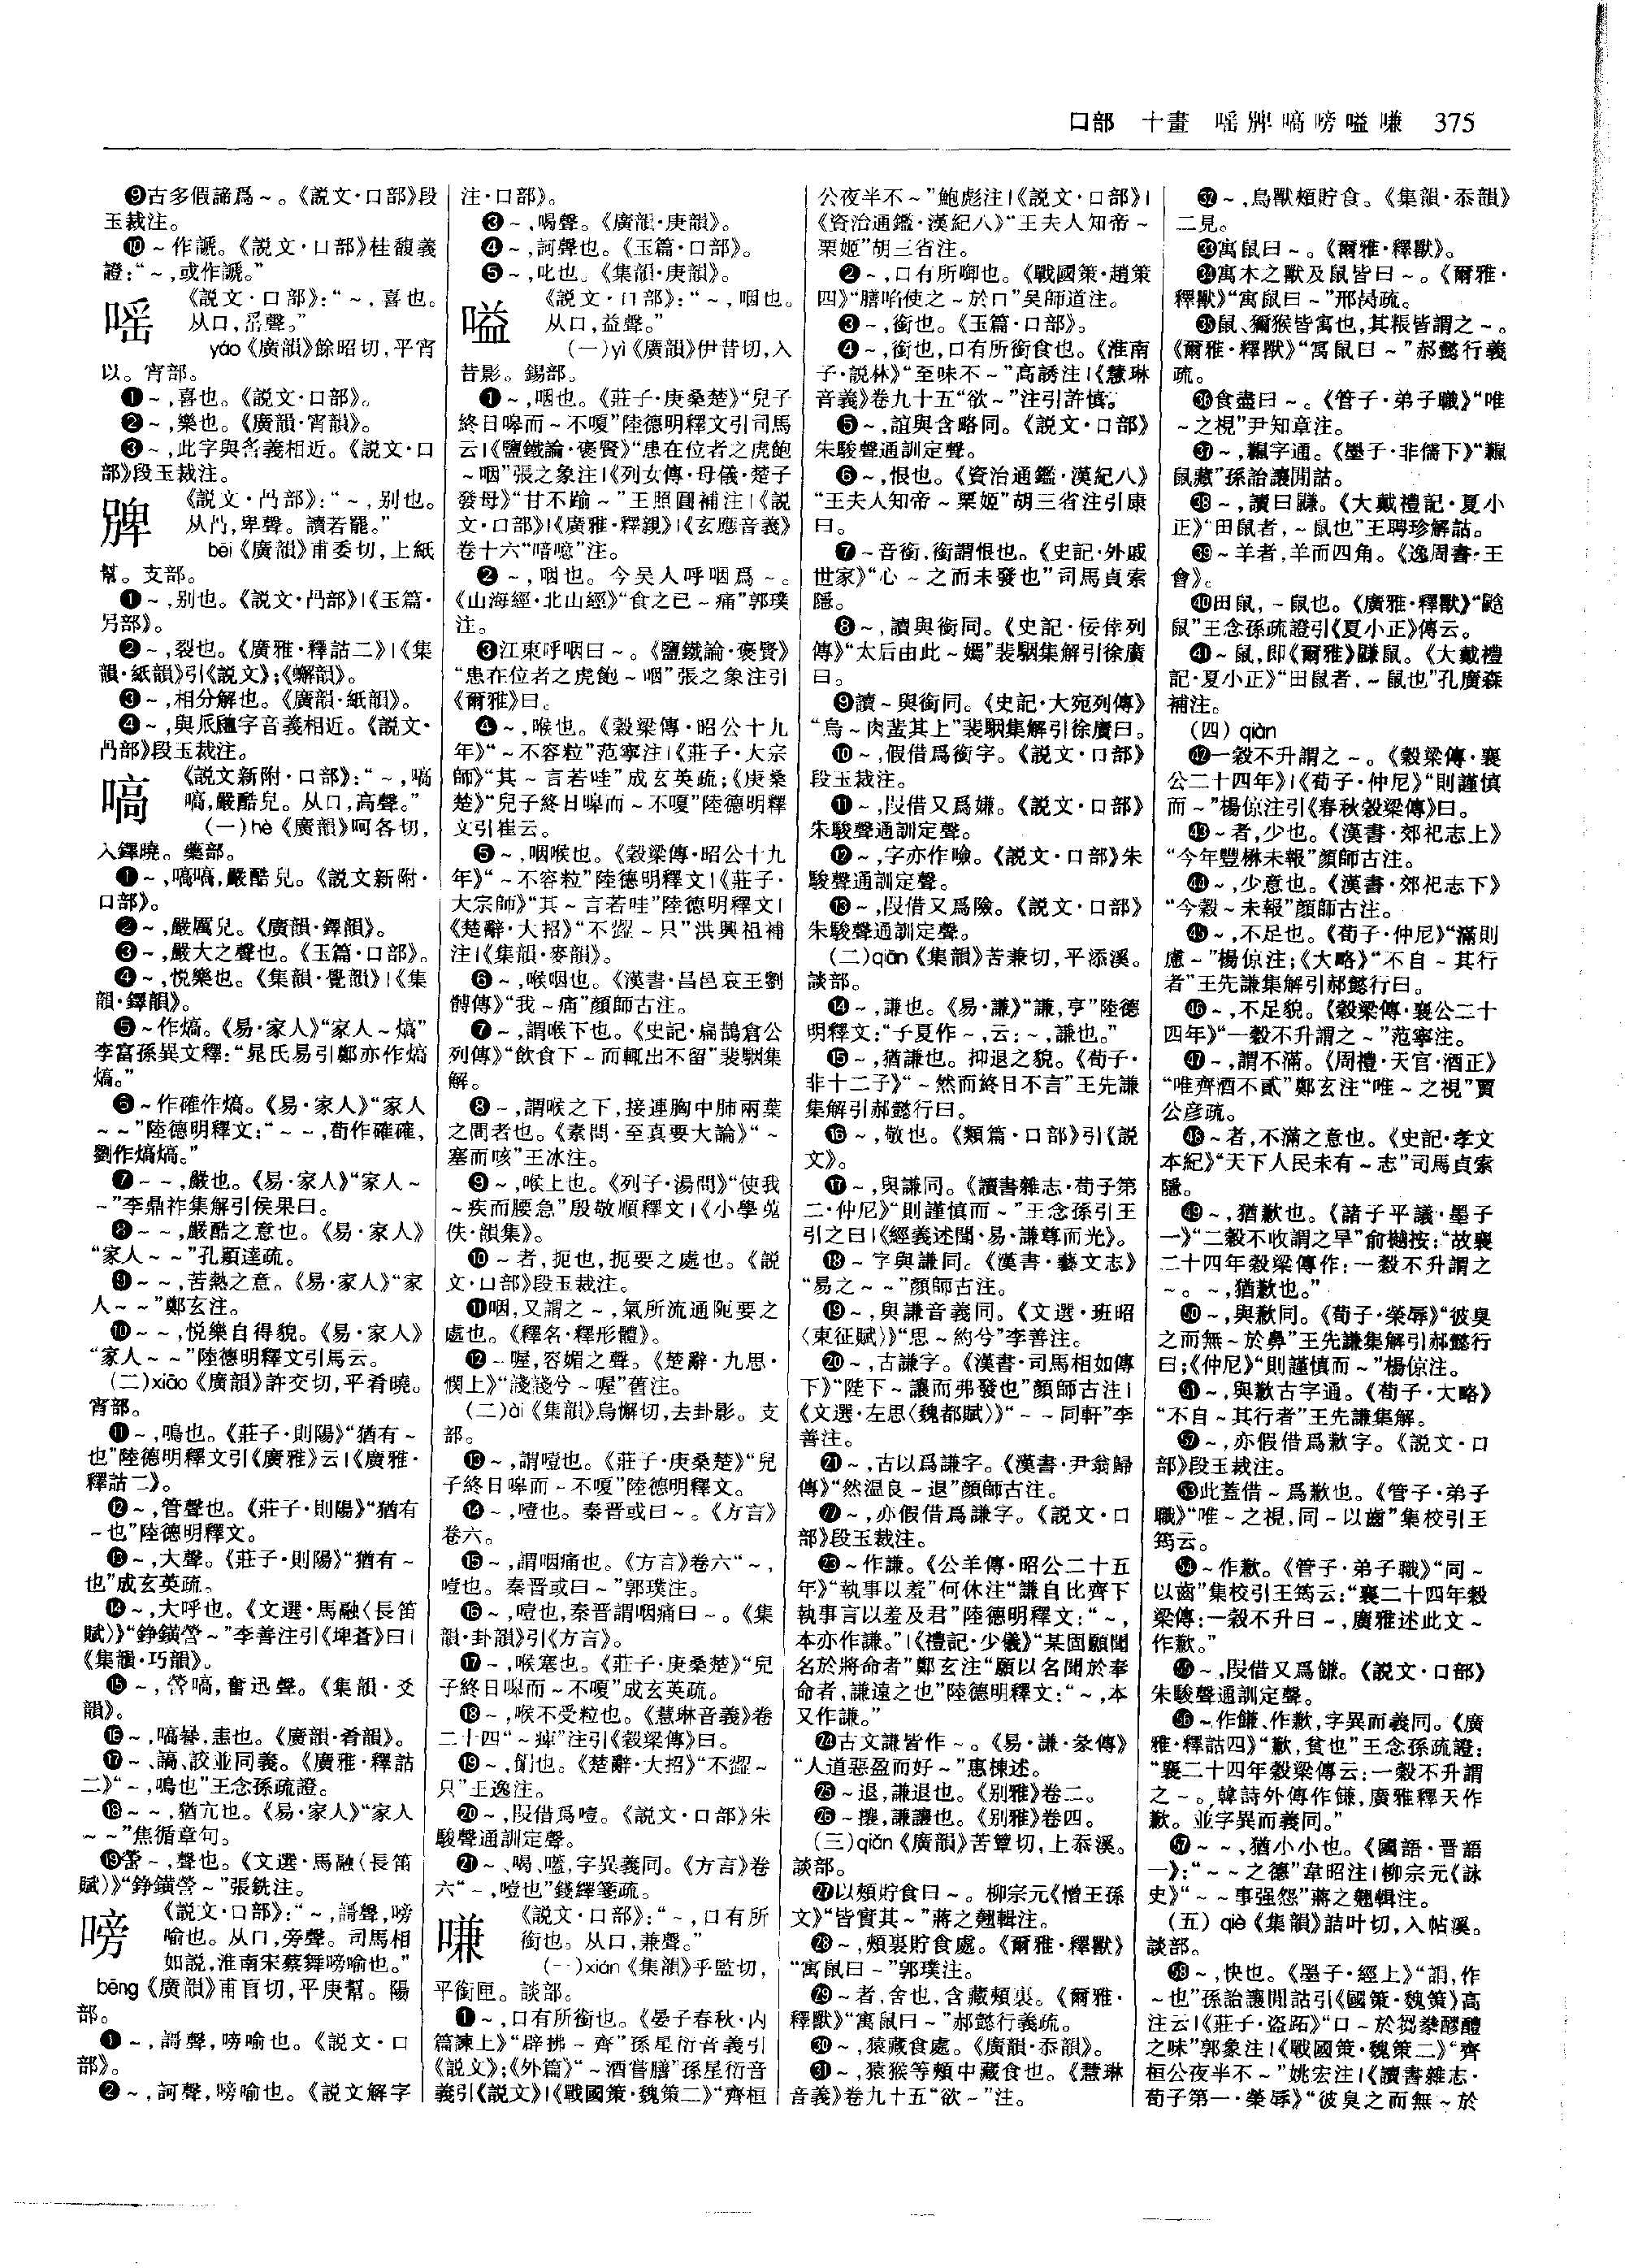 口部 十畫 嗂𠾅嗃嗙嗌嗛 375
⑨古多假諦爲～。《説文·口部》段
玉裁注。
⑩～作謕。《説文·口部》桂馥義
證：“～，或作謕。”
嗂
《説文·口部》：“～，喜也。
从口，䍃聲。”
yáo《廣韻》餘昭切，平宵
以。宵部。
❶～，喜也。《説文·口部》。
❷～，樂也。《廣韻·宵韻》。
❸～，此字與䚻義相近。《説文·口
部》段玉裁注。
《説文·冎部》：“～，别也。
从冎，卑聲。讀若罷。”
bēi《廣韻》甫委切，上紙
幫。支部。
❶～，别也。《説文·冎部》|《玉篇·
另部》。
❷～，裂也。《廣雅·釋詁二》|《集
韻·紙韻》引《説文》；《蠏韻》。
❸～，相分解也。《廣韻·紙韻》。
❹～，與𠂢䰎字音義相近。《説文·
冎部》段玉裁注。
嗃
《説文新附·口部》：“～，嗃
嗃，嚴酷皃。从口，高聲。”
（一）hè《廣韻》呵各切，
入鐸曉。藥部。
❶～，嗃嗃，嚴酷皃。《説文新附·
口部》。
❷～，嚴厲皃。《廣韻·鐸韻》。
❸～，嚴大之聲也。《玉篇·口部》。
❹～，悦樂也。《集韻·覺韻》|《集
韻·鐸韻》。
❺～作熇。《易·家人》“家人～熇”
李富孫異文釋：“晁氏易引鄭亦作熇
熇。”
❻～作確作熇。《易·家人》“家人
～～”陸德明釋文：“～～，荀作確確，
劉作熇熇。”
❼～～，嚴也。《易·家人》“家人～
～”李鼎祚集解引侯果曰。
❽～～，嚴酷之意也。《易·家人》
“家人～～”孔穎達疏。
❾～～，苦熱之意。《易·家人》“家
人～～”鄭玄注。
❿～～，悦樂自得貌。《易·家人》
“家人～～”陸德明釋文引馬云。
（二）xiāo《廣韻》許交切，平肴曉。
宵部。
⓫～，鳴也。《莊子·則陽》“猶有～
也”陸德明釋文引《廣雅》云|《廣雅·
釋詁二》。
⓬～，管聲也。《莊子·則陽》“猶有
～也”陸德明釋文。
⓭～，大聲。《莊子·則陽》“猶有～
也”成玄英疏。
⓮～，大呼也。《文選·馬融〈長笛
賦〉》“錚鐄謍～”李善注引《埤蒼》曰|
《集韻·巧韻》。
⓯～，謍嗃，奮迅聲。《集韻·爻
韻》。
⓰～，嗃謈，恚也。《廣韻·肴韻》。
⓱～、謞、詨並同義。《廣雅·釋詁
二》“～，鳴也”王念孫疏證。
⓲～～，猶亢也。《易·家人》“家人
～～”焦循章句。
⓳謍～，聲也。《文選·馬融〈長笛
賦〉》“錚鐄謍～”張銑注。
嗙
《説文·口部》：“～，謌聲，嗙
喻也。从口，旁聲。司馬相
如説，淮南宋蔡舞嗙喻也。”
bēng《廣韻》甫盲切，平庚幫。陽
部。
❶～，謌聲，嗙喻也。《説文·口
部》。
❷～，訶聲，嗙喻也。《説文解字
注·口部》。
❸～，喝聲。《廣韻·庚韻》。
❹～，訶聲也。《玉篇·口部》。
❺～，叱也。《集韻·庚韻》。
嗌
《説文·口部》：“～，咽也。
从口，益聲。”
（一）yì《廣韻》伊昔切，入
昔影。錫部。
❶～，咽也。《莊子·庚桑楚》“兒子
終日嗥而～不嗄”陸德明釋文引司馬
云|《鹽鐵論·褒賢》“患在位者之虎飽
～咽”張之象注|《列女傳·母儀·楚子
發母》“甘不踰～”王照圓補注|《説
文·口部》|《廣雅·釋親》|《玄應音義》
卷十六“喑噫”注。
❷～，咽也。今吴人呼咽爲～。
《山海經·北山經》“食之已～痛”郭璞
注。
❸江東呼咽曰～。《鹽鐵論·褒賢》
“患在位者之虎飽～咽”張之象注引
《爾雅》曰。
❹～，喉也。《穀梁傳·昭公十九
年》“～不容粒”范寧注|《莊子·大宗
師》“其～言若哇”成玄英疏；《庚桑
楚》“兒子終日嗥而～不嗄”陸德明釋
文引崔云。
❺～，咽喉也。《穀梁傳·昭公十九
年》“～不容粒”陸德明釋文|《莊子·
大宗師》“其～言若哇”陸德明釋文|
《楚辭·大招》“不歰～只”洪興祖補
注|《集韻·麥韻》。
❻～，喉咽也。《漢書·昌邑哀王劉
髆傳》“我～痛”顔師古注。
❼～，謂喉下也。《史記·扁鵲倉公
列傳》“飲食下～而輒出不留”裴駰集
解。
❽～，謂喉之下，接連胸中肺兩葉
之間者也。《素問·至真要大論》“～
塞而咳”王冰注。
❾～，喉上也。《列子·湯問》“使我
～疾而腰急”殷敬順釋文|《小學蒐
佚·韻集》。
❿～者，扼也，扼要之處也。《説
文·口部》段玉裁注。
⓫咽，又謂之～，氣所流通阨要之
處也。《釋名·釋形體》。
⓬～喔，容媚之聲。《楚辭·九思·
憫上》“諓諓兮～喔”舊注。
（二）ài《集韻》烏懈切，去卦影。支
部。
⓭～，謂噎也。《莊子·庚桑楚》“兒
子終日嗥而～不嗄”陸德明釋文。
⓮～，噎也。秦晋或曰～。《方言》
卷六。
⓯～，謂咽痛也。《方言》卷六“～，
噎也。秦晋或曰～”郭璞注。
⓰～，噎也，秦晋謂咽痛曰～。《集
韻·卦韻》引《方言》。
⓱～，喉塞也。《莊子·庚桑楚》“兒
子終日嗥而～不嗄”成玄英疏。
⓲～，喉不受粒也。《慧琳音義》卷
二十四“～痺”注引《穀梁傳》曰。
⓳～，䬵也。《楚辭·大招》“不歰～
只”王逸注。
⓴～，叚借爲噎。《説文·口部》朱
駿聲通訓定聲。
㉑～、喝、嗑，字異義同。《方言》卷
六“～，噎也”錢繹箋疏。
嗛
《説文·口部》：“～，口有所
銜也。从口，兼聲。”
（一）xián《集韻》乎監切，
平銜匣。談部。
❶～，口有所銜也。《晏子春秋·内
篇諫上》“辟拂～齊”孫星衍音義引
《説文》；《外篇》“～酒嘗膳”孫星衍音
義引《説文》|《戰國策·魏策二》“齊桓
公夜半不～”鮑彪注|《説文·口部》|
《資治通鑑·漢紀八》“王夫人知帝～
栗姬”胡三省注。
❷～，口有所啣也。《戰國策·趙策
四》“膳啗使之～於口”吴師道注。
❸～，銜也。《玉篇·口部》。
❹～，銜也，口有所銜食也。《淮南
子·説林》“至味不～”高誘注|《慧琳
音義》卷九十五“欲～”注引許慎。
❺～，誼與含略同。《説文·口部》
朱駿聲通訓定聲。
❻～，恨也。《資治通鑑·漢紀八》
“王夫人知帝～栗姬”胡三省注引康
曰。
❼～音銜，銜謂恨也。《史記·外戚
世家》“心～之而未發也”司馬貞索
隱。
❽～，讀與銜同。《史記·佞倖列
傳》“太后由此～嫣”裴駰集解引徐廣
曰。
❾讀～與銜同。《史記·大宛列傳》
“烏～肉蜚其上”裴駰集解引徐廣曰。
❿～，假借爲銜字。《説文·口部》
段玉裁注。
⓫～，叚借又爲嫌。《説文·口部》
朱駿聲通訓定聲。
⓬～，字亦作噞。《説文·口部》朱
駿聲通訓定聲。
⓭～，叚借又爲險。《説文·口部》
朱駿聲通訓定聲。
（二）qiān《集韻》苦兼切，平添溪。
談部。
⓮～，謙也。《易·謙》“謙，亨”陸德
明釋文：“子夏作～，云：～，謙也。”
⓯～，猶謙也。抑退之貌。《荀子·
非十二子》“～然而終日不言”王先謙
集解引郝懿行曰。
⓰～，敬也。《類篇·口部》引《説
文》。
⓱～，與謙同。《讀書雜志·荀子第
二·仲尼》“則謹慎而～”王念孫引王
引之曰|《經義述聞·易·謙尊而光》。
⓲～字與謙同。《漢書·藝文志》
“易之～～”顔師古注。
⓳～，與謙音義同。《文選·班昭
〈東征賦〉》“思～約兮”李善注。
⓴～，古謙字。《漢書·司馬相如傳
下》“陛下～讓而弗發也”顔師古注|
《文選·左思〈魏都賦〉》“～～同軒”李
善注。
㉑～，古以爲謙字。《漢書·尹翁歸
傳》“然温良～退”顔師古注。
㉒～，亦假借爲謙字。《説文·口
部》段玉裁注。
㉓～作謙。《公羊傳·昭公二十五
年》“執事以羞”何休注“謙自比齊下
執事言以羞及君”陸德明釋文：“～，
本亦作謙。”|《禮記·少儀》“某固願聞
名於將命者”鄭玄注“願以名聞於奉
命者，謙遠之也”陸德明釋文：“～，本
又作謙。”
㉔古文謙皆作～。《易·謙·彖傳》
“人道惡盈而好～”惠棟述。
㉕～退，謙退也。《别雅》卷二。
㉖～攘，謙讓也。《别雅》卷四。
（三）qiǎn《廣韻》苦簟切，上忝溪。
談部。
㉗以頰貯食曰～。柳宗元《憎王孫
文》“皆實其～”蔣之翹輯注。
㉘～，頰裏貯食處。《爾雅·釋獸》
“寓鼠曰～”郭璞注。
㉙～者，含也，含藏頰裏。《爾雅·
釋獸》“寓鼠曰～”郝懿行義疏。
㉚～，猿藏食處。《廣韻·忝韻》。
㉛～，猿猴等頰中藏食也。《慧琳
音義》卷九十五“欲～”注。
㉜～，鳥獸頰貯食。《集韻·忝韻》
二見。
㉝寓鼠曰～。《爾雅·釋獸》。
㉞寓木之獸及鼠皆曰～。《爾雅·
釋獸》“寓鼠曰～”邢昺疏。
㉟鼠、獮猴皆寓也，其粻皆謂之～。
《爾雅·釋獸》“寓鼠曰～”郝懿行義
疏。
㊱食盡曰～。《管子·弟子職》“唯
～之視”尹知章注。
㊲～，鼸字通。《墨子·非儒下》“鼸
鼠藏”孫詒讓閒詁。
㊳～，讀曰鼸。《大戴禮記·夏小
正》“田鼠者，～鼠也”王聘珍解詁。
㊴～羊者，羊而四角。《逸周書·王
會》。
㊵田鼠，～鼠也。《廣雅·釋獸》“䶃
鼠”王念孫疏證引《夏小正》傳云。
㊶～鼠，即《爾雅》鼸鼠。《大戴禮
記·夏小正》“田鼠者，～鼠也”孔廣森
補注。
（四）qiàn
㊷一穀不升謂之～。《穀梁傳·襄
公二十四年》|《荀子·仲尼》“則謹慎
而～”楊倞注引《春秋穀梁傳》曰。
㊸～者，少也。《漢書·郊祀志上》
“今年豐楙未報”顔師古注。
㊹～，少意也。《漢書·郊祀志下》
“今穀～未報”顔師古注。
㊺～，不足也。《荀子·仲尼》“滿則
慮～”楊倞注；《大略》“不自～其行
者”王先謙集解引郝懿行曰。
㊻～，不足貌。《穀梁傳·襄公二十
四年》“一穀不升謂之～”范寧注。
㊼～，謂不滿。《周禮·天官·酒正》
“唯齊酒不貳”鄭玄注“唯～之視”賈
公彦疏。
㊽～者，不滿之意也。《史記·孝文
本紀》“天下人民未有～志”司馬貞索
隱。
㊾～，猶歉也。《諸子平議·墨子
一》“二穀不收謂之旱”俞樾按：“故襄
二十四年穀梁傳作：一穀不升謂之
～。～，猶歉也。”
㊿～，與歉同。《荀子·榮辱》“彼臭
之而無～於鼻”王先謙集解引郝懿行
曰；《仲尼》“則謹慎而～”楊倞注。
51～，與歉古字通。《荀子·大略》
“不自～其行者”王先謙集解。
52～，亦假借爲歉字。《説文·口
部》段玉裁注。
53此蓋借～爲歉也。《管子·弟子
職》“唯～之視，同～以齒”集校引王
筠云。
54～作歉。《管子·弟子職》“同～
以齒”集校引王筠云：“襄二十四年穀
梁傳：一穀不升曰～，廣雅述此文～
作歉。”
55～，叚借又爲鎌。《説文·口部》
朱駿聲通訓定聲。
56～作鎌、作歉，字異而義同。《廣
雅·釋詁四》“歉，貧也”王念孫疏證：
“襄二十四年穀梁傳云：一穀不升謂
之～。韓詩外傳作鎌，廣雅釋天作
歉。並字異而義同。”
57～～，猶小小也。《國語·晋語
一》：“～～之德”韋昭注|柳宗元《詠
史》“～～事强怨”蔣之翹輯注。
（五）qiè《集韻》詰叶切，入帖溪。
談部。
58～，快也。《墨子·經上》“誚，作
～也”孫詒讓閒詁引《國策·魏策》高
注云|《莊子·盜跖》“口～於芻豢醪醴
之味”郭象注|《戰國策·魏策二》“齊
桓公夜半不～”姚宏注|《讀書雜志·
荀子第一·榮辱》“彼臭之而無～於